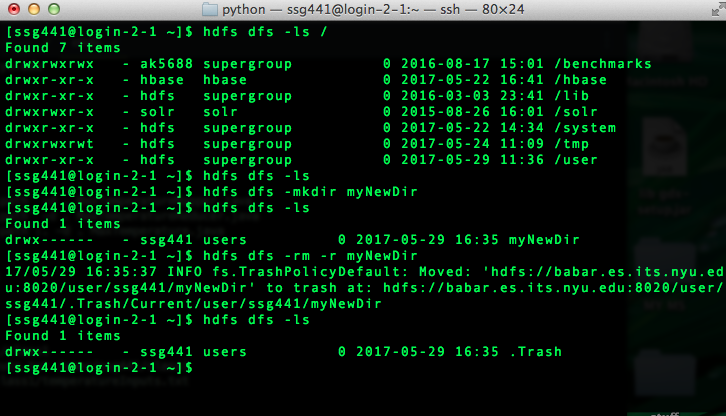 python — ssg441@login-2-1:~ — ssh — 80×24
[ssg441@login-2-1 ~]$ hdfs dfs -ls /
Found 7 items
drwxrwxrwx   - ak5688 supergroup          0 2016-08-17 15:01 /benchmarks
drwxr-xr-x   - hbase  hbase               0 2017-05-22 16:41 /hbase
drwxr-xr-x   - hdfs   supergroup          0 2016-03-03 23:41 /lib
drwxr-xr-x   - solr   solr                0 2015-08-26 16:01 /solr
drwxr-xr-x   - hdfs   supergroup          0 2017-05-22 14:34 /system
drwxrwxrwt   - hdfs   supergroup          0 2017-05-24 11:09 /tmp
drwxr-xr-x   - hdfs   supergroup          0 2017-05-29 11:36 /user
[ssg441@login-2-1 ~]$ hdfs dfs -ls
[ssg441@login-2-1 ~]$ hdfs dfs -mkdir myNewDir
[ssg441@login-2-1 ~]$ hdfs dfs -ls
Found 1 items
drwx------   - ssg441 users          0 2017-05-29 16:35 myNewDir
[ssg441@login-2-1 ~]$ hdfs dfs -rm -r myNewDir
17/05/29 16:35:37 INFO fs.TrashPolicyDefault: Moved: 'hdfs://babar.es.its.nyu.ed
u:8020/user/ssg441/myNewDir' to trash at: hdfs://babar.es.its.nyu.edu:8020/user/
ssg441/.Trash/Current/user/ssg441/myNewDir
[ssg441@login-2-1 ~]$ hdfs dfs -ls
Found 1 items
drwx------   - ssg441 users          0 2017-05-29 16:35 .Trash
[ssg441@login-2-1 ~]$